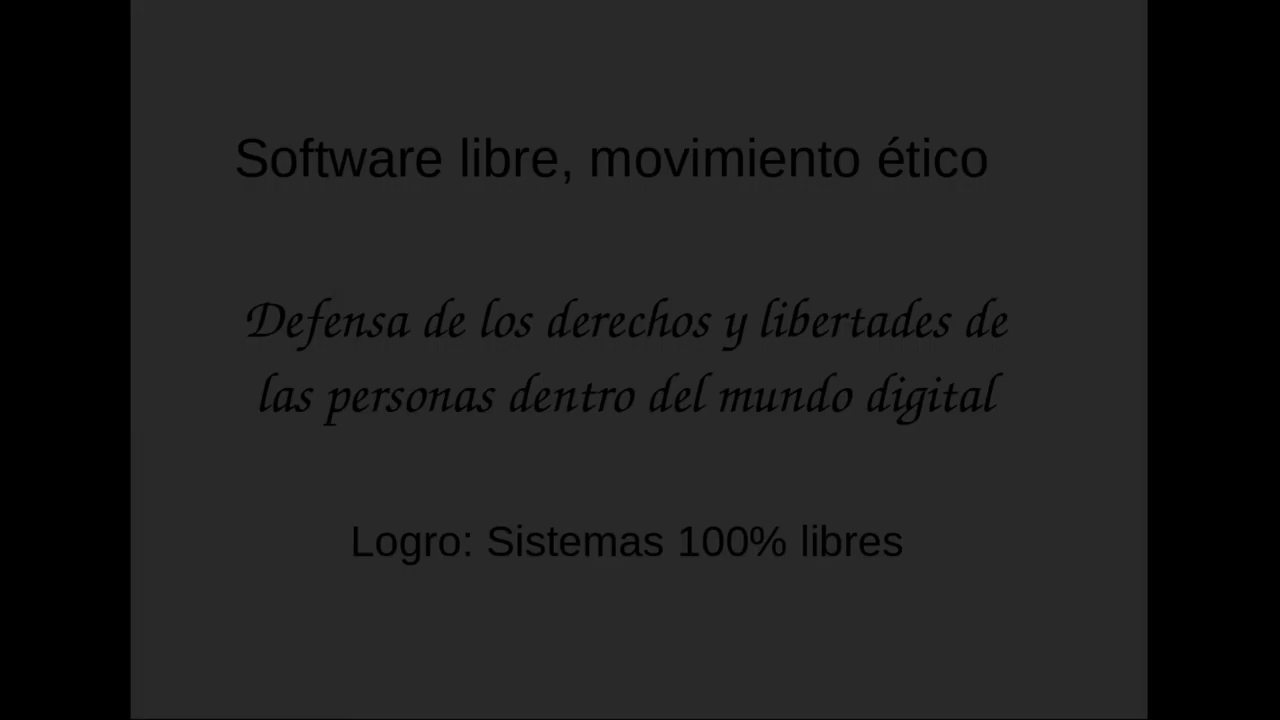 Software libre, movimiento ético
Defensa de los derechos y libertades de
las personas dentro del mundo digital
Logro: Sistemas 100% libres